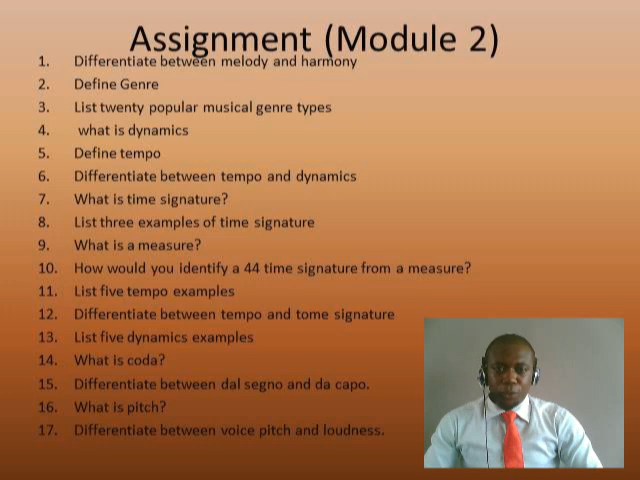 Assignment (Module 2)
1. Differentiate between melody and harmony
2. Define Genre
3. List twenty popular musical genre types
4. what is dynamics
5. Define tempo
6. Differentiate between tempo and dynamics
7. What is time signature?
8. List three examples of time signature
9. What is a measure?
10. How would you identify a 44 time signature from a measure?
11. List five tempo examples
12. Differentiate between tempo and tome signature
13. List five dynamics examples
14. What is coda?
15. Differentiate between dal segno and da capo.
16. What is pitch?
17. Differentiate between voice pitch and loudness.